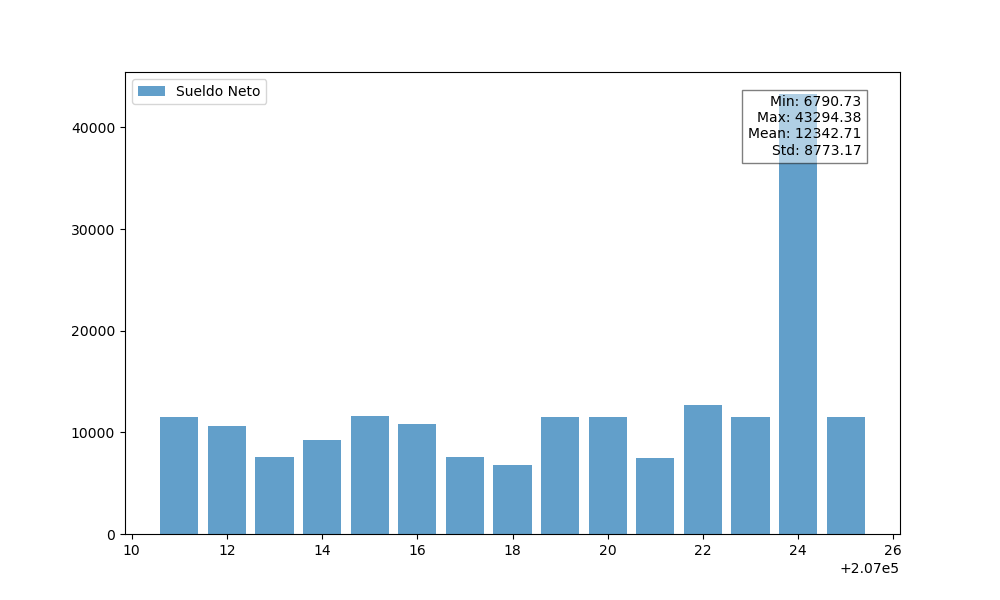 Sueldo Neto
Min: 6790.73
Max: 43294.38
Mean: 12342.71
Std: 8773.17
40000
30000
20000
10000
0
10 12 14 16 18 20 22 24 26
+2.07e5